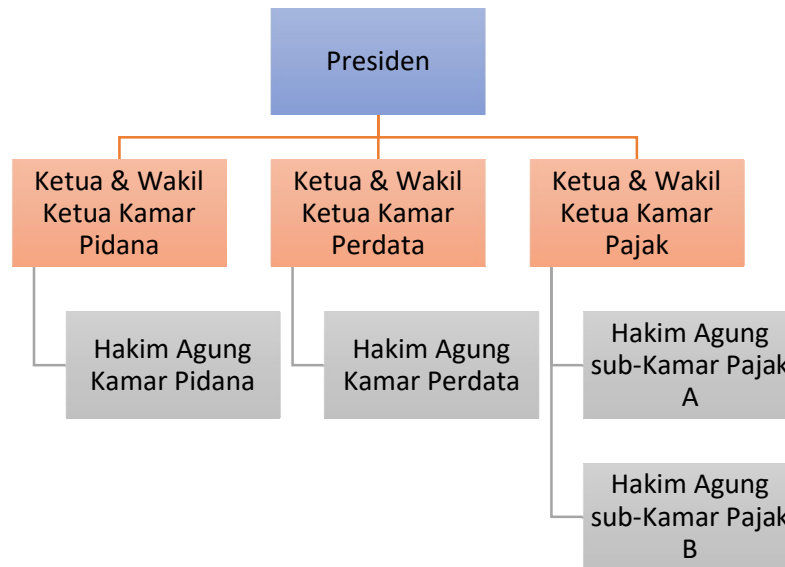 Presiden
Ketua & Wakil
Ketua Kamar
Pidana
Ketua & Wakil
Ketua Kamar
Perdata
Ketua & Wakil
Ketua Kamar
Pajak
Hakim Agung
Kamar Pidana
Hakim Agung
Kamar Perdata
Hakim Agung
sub-Kamar Pajak
A
Hakim Agung
sub-Kamar Pajak
B